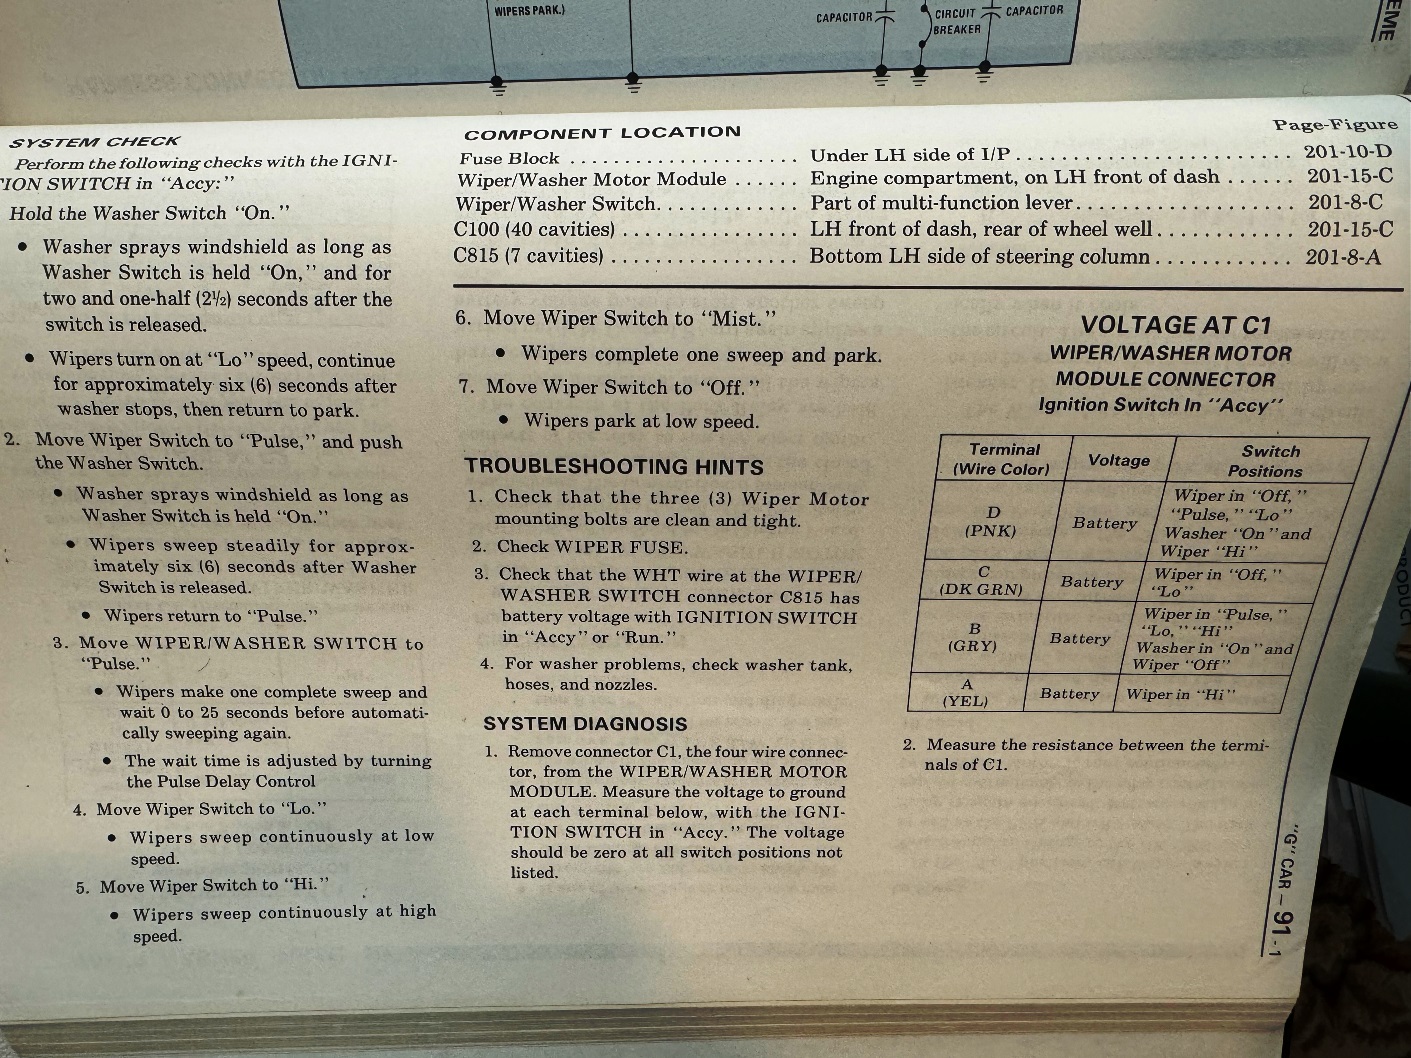 WIPERS PARK.)
CAPACITOR
CIRCUIT
BREAKER
CAPACITOR
EME
SYSTEM CHECK
Perform the following checks with the IGNI-
TION SWITCH in "Accy:"
Hold the Washer Switch "On."
• Washer sprays windshield as long as
Washer Switch is held "On," and for
two and one-half (2½) seconds after the
switch is released.
• Wipers turn on at "Lo" speed, continue
for approximately six (6) seconds after
washer stops, then return to park.
2. Move Wiper Switch to "Pulse," and push
the Washer Switch.
• Washer sprays windshield as long as
Washer Switch is held "On."
• Wipers sweep steadily for approx-
imately six (6) seconds after Washer
Switch is released.
• Wipers return to "Pulse."
3. Move WIPER/WASHER SWITCH to
"Pulse."
• Wipers make one complete sweep and
wait 0 to 25 seconds before automati-
cally sweeping again.
• The wait time is adjusted by turning
the Pulse Delay Control
4. Move Wiper Switch to "Lo."
• Wipers sweep continuously at low
speed.
5. Move Wiper Switch to "Hi."
• Wipers sweep continuously at high
speed.
COMPONENT LOCATION
Page-Figure
Fuse Block . . . . . . . . . . . . . . . . . . . . . Under LH side of I/P . . . . . . . . . . . . . . . . . . . . . . . . . 201-10-D
Wiper/Washer Motor Module . . . . . . Engine compartment, on LH front of dash . . . . . . 201-15-C
Wiper/Washer Switch. . . . . . . . . . . . . Part of multi-function lever. . . . . . . . . . . . . . . . . . . 201-8-C
C100 (40 cavities) . . . . . . . . . . . . . . . . LH front of dash, rear of wheel well . . . . . . . . . . . . 201-15-C
C815 (7 cavities) . . . . . . . . . . . . . . . . . Bottom LH side of steering column . . . . . . . . . . . . 201-8-A
6. Move Wiper Switch to "Mist."
• Wipers complete one sweep and park.
7. Move Wiper Switch to "Off."
• Wipers park at low speed.
TROUBLESHOOTING HINTS
1. Check that the three (3) Wiper Motor
mounting bolts are clean and tight.
2. Check WIPER FUSE.
3. Check that the WHT wire at the WIPER/
WASHER SWITCH connector C815 has
battery voltage with IGNITION SWITCH
in "Accy" or "Run."
4. For washer problems, check washer tank,
hoses, and nozzles.
SYSTEM DIAGNOSIS
1. Remove connector C1, the four wire connec-
tor, from the WIPER/WASHER MOTOR
MODULE. Measure the voltage to ground
at each terminal below, with the IGNI-
TION SWITCH in "Accy." The voltage
should be zero at all switch positions not
listed.
VOLTAGE AT C1
WIPER/WASHER MOTOR
MODULE CONNECTOR
Ignition Switch In "Accy"
Terminal
(Wire Color)
Voltage
Switch
Positions
D
(PNK)
Battery
Wiper in "Off,"
"Pulse," "Lo"
Washer "On" and
Wiper "Hi"
C
(DK GRN)
Battery
Wiper in "Off,"
"Lo"
B
(GRY)
Battery
Wiper in "Pulse,"
"Lo," "Hi"
Washer in "On" and
Wiper "Off"
A
(YEL)
Battery
Wiper in "Hi"
2. Measure the resistance between the termi-
nals of C1.
"G" CAR – 91-1